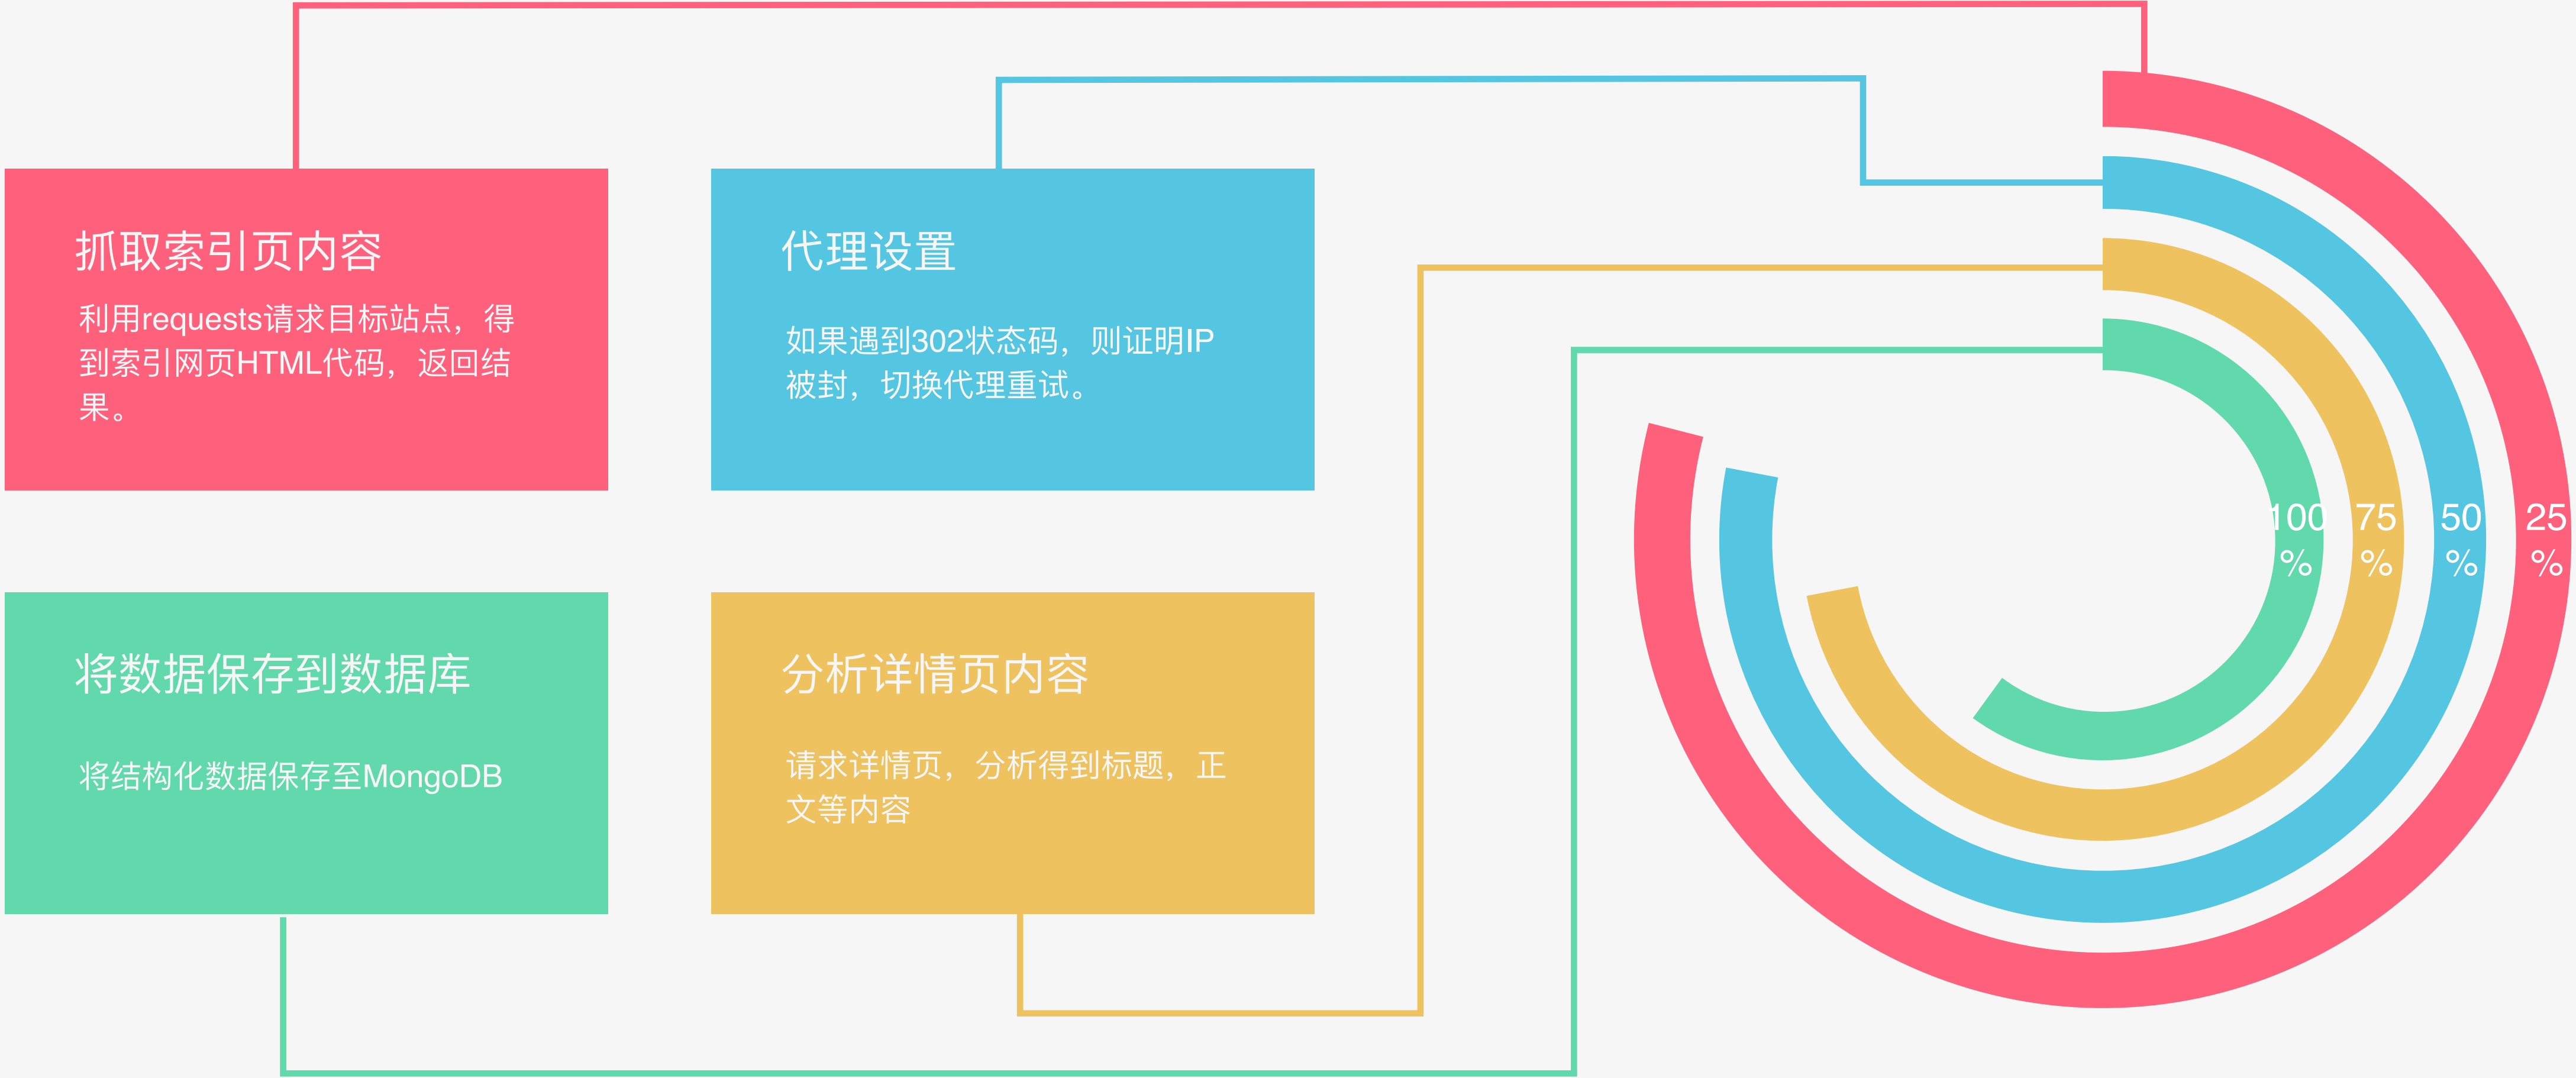 抓取索引页内容
利用requests请求目标站点，得
到索引网页HTML代码，返回结
果。
代理设置
如果遇到302状态码，则证明IP
被封，切换代理重试。
将数据保存到数据库
将结构化数据保存至MongoDB
分析详情页内容
请求详情页，分析得到标题，正
文等内容
100
%
75
%
50
%
25
%